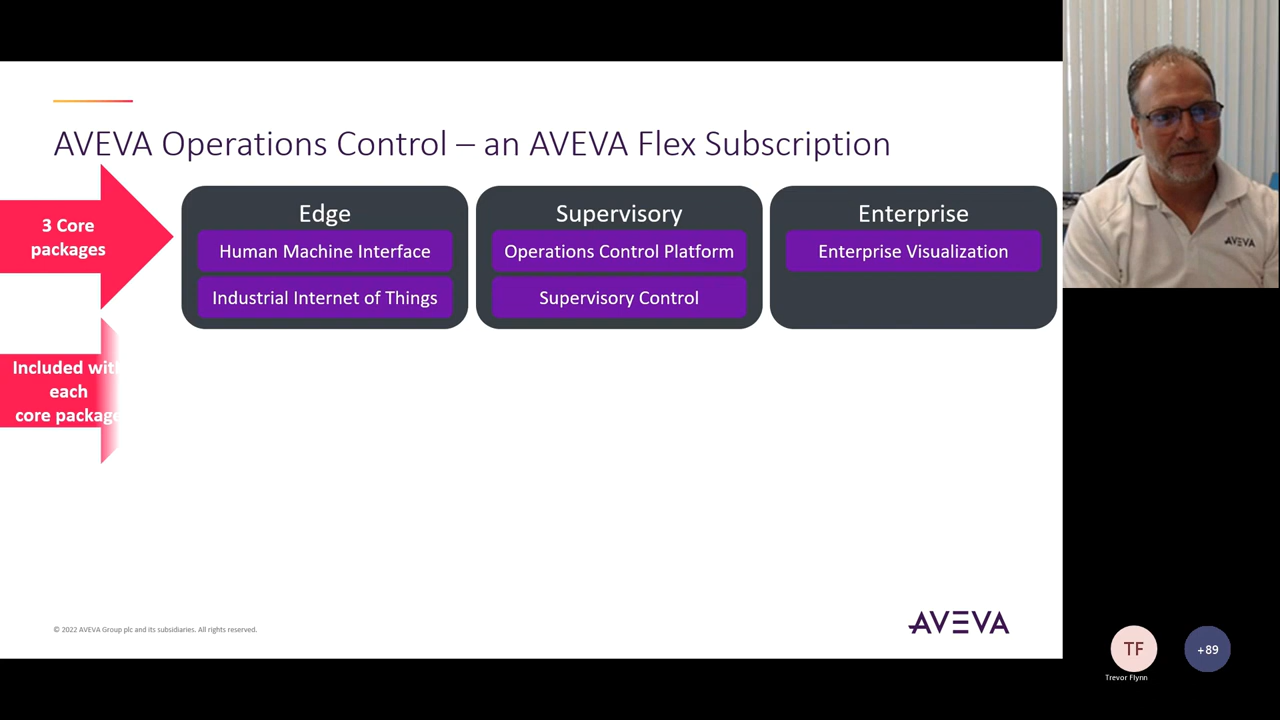 AVEVA Operations Control – an AVEVA Flex Subscription
3 Core
packages
Edge
Human Machine Interface
Industrial Internet of Things
Supervisory
Operations Control Platform
Supervisory Control
Enterprise
Enterprise Visualization
Included with
each
core package
© 2022 AVEVA Group plc and its subsidiaries. All rights reserved.
AVEVA
AVEVA
TF
Trevor Flynn
+89